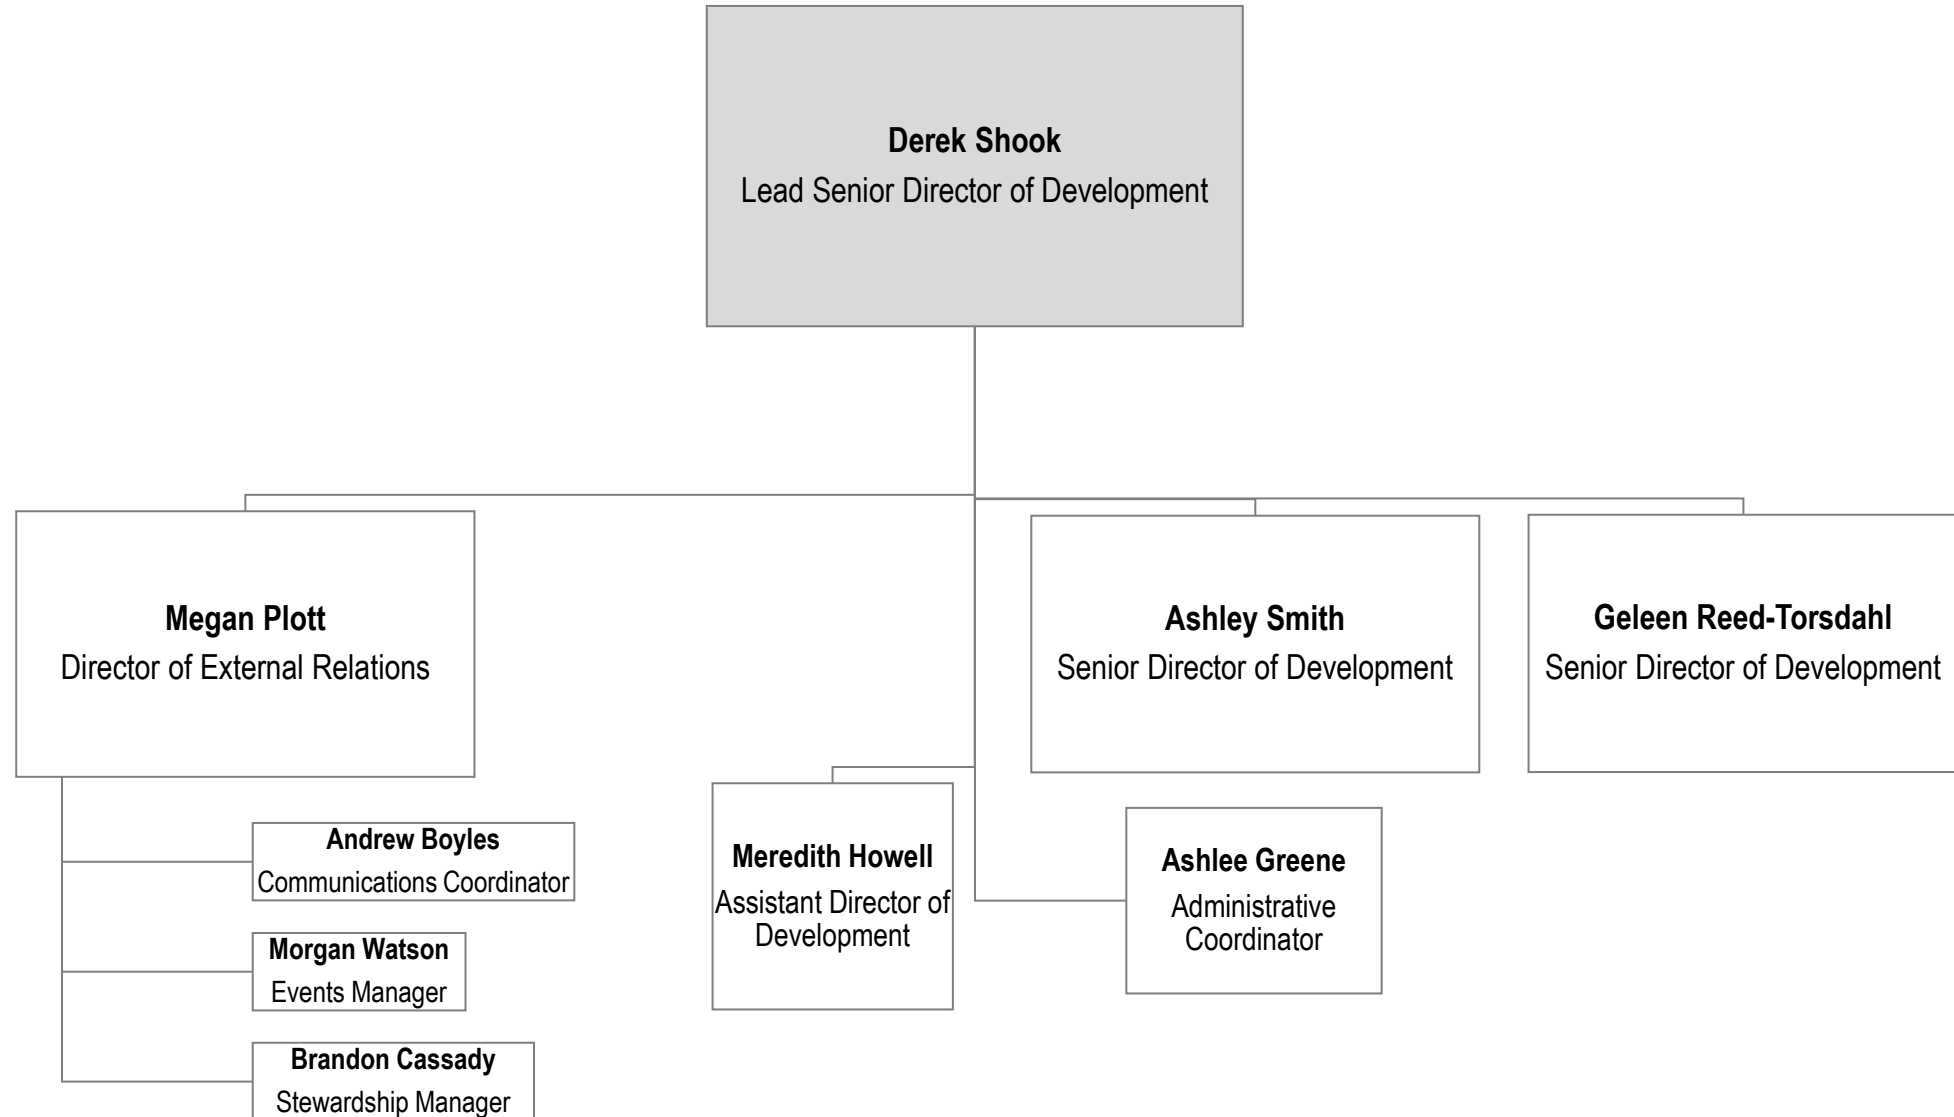 Derek Shook
Lead Senior Director of Development
Megan Plott
Director of External Relations
Ashley Smith
Senior Director of Development
Geleen Reed-Torsdahl
Senior Director of Development
Andrew Boyles
Communications Coordinator
Morgan Watson
Events Manager
Brandon Cassady
Stewardship Manager
Meredith Howell
Assistant Director of
Development
Ashlee Greene
Administrative
Coordinator